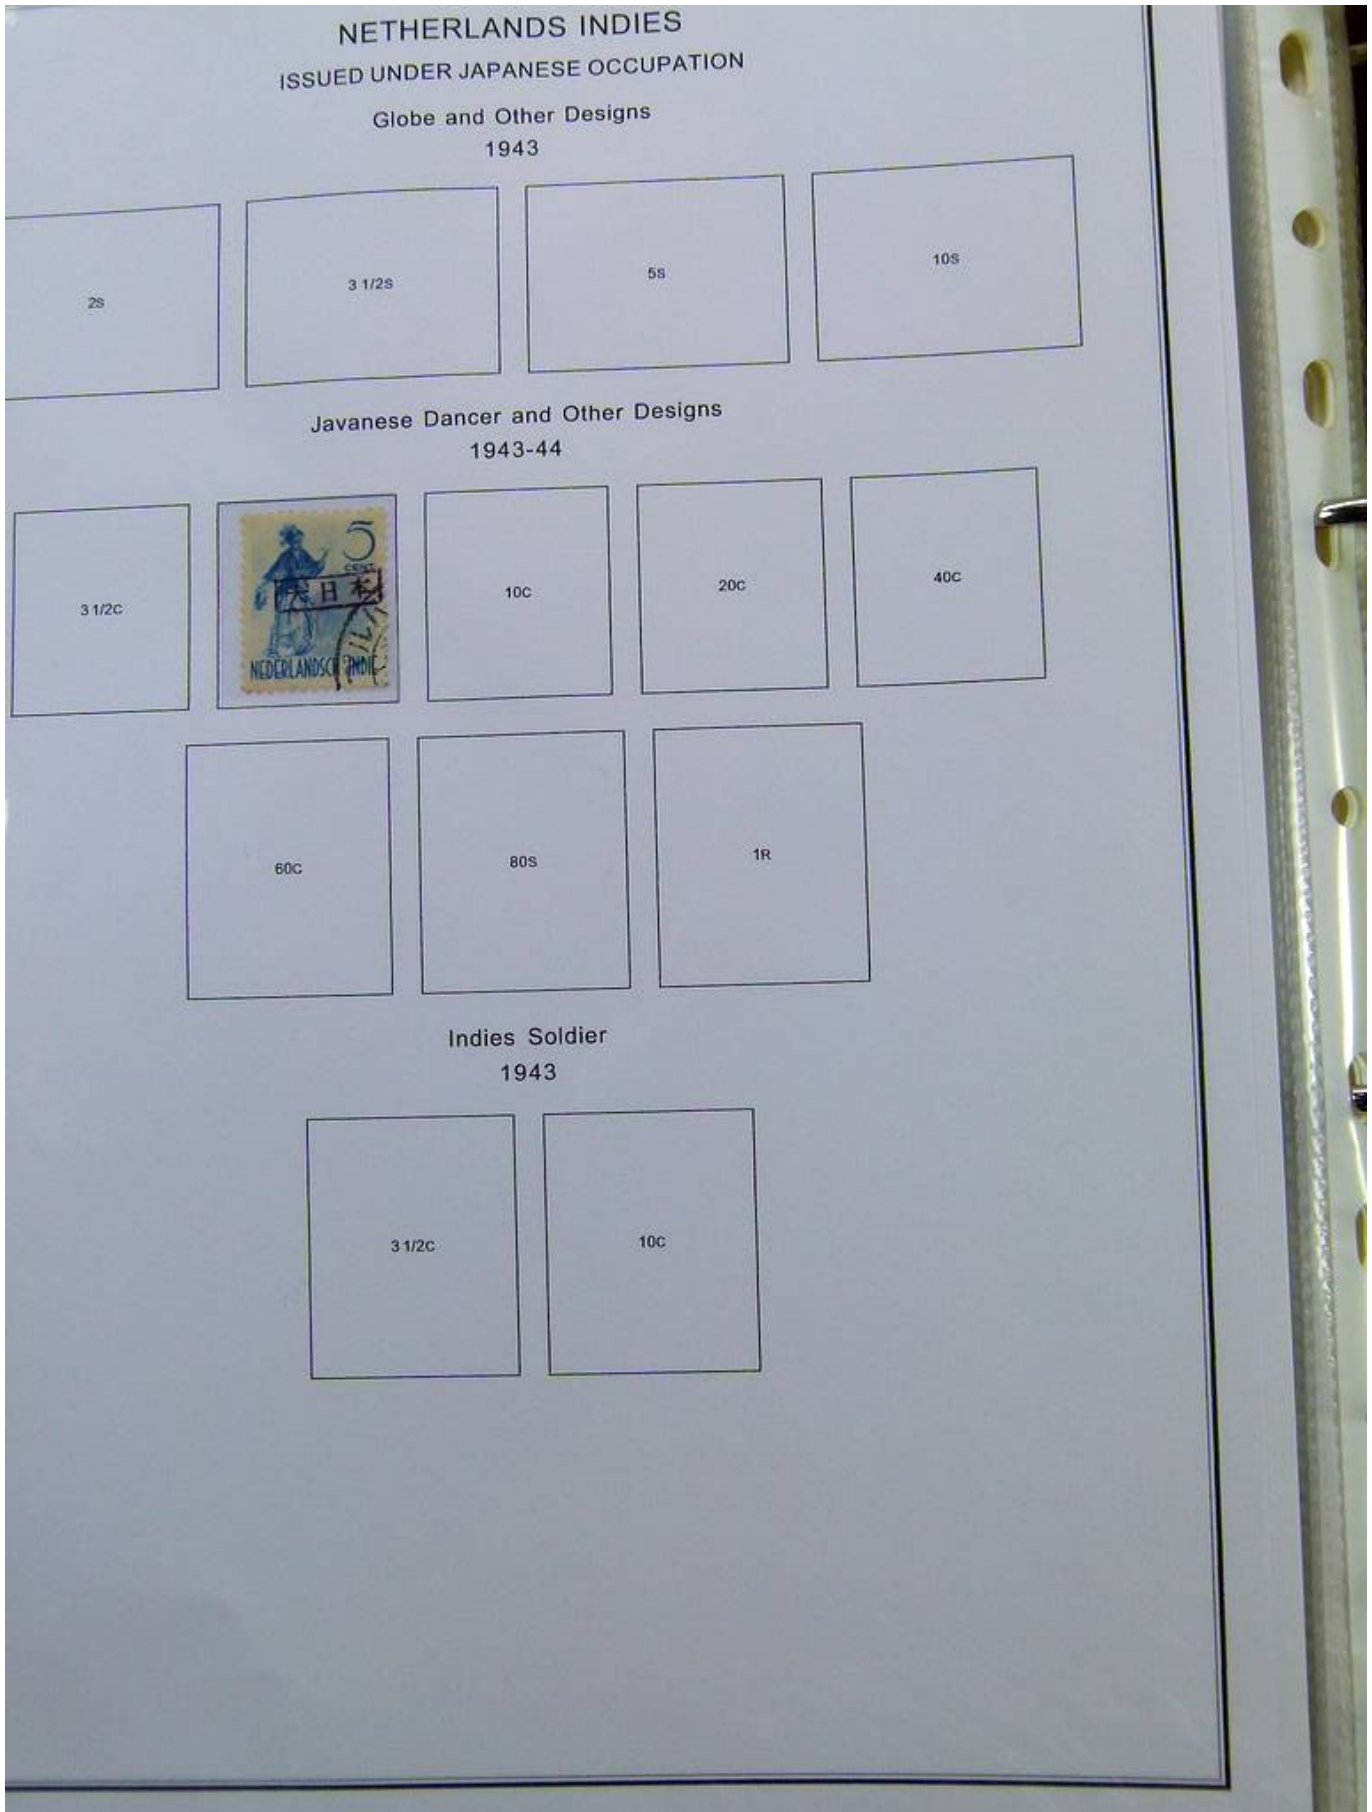 NETHERLANDS INDIES
ISSUED UNDER JAPANESE OCCUPATION
Globe and Other Designs
1943
2S
3 1/2S
5S
10S
Javanese Dancer and Other Designs
1943-44
3 1/2C
5
CENT
大日本
NEDERLANDSCH INDIE
10C
20C
40C
60C
80S
1R
Indies Soldier
1943
3 1/2C
10C